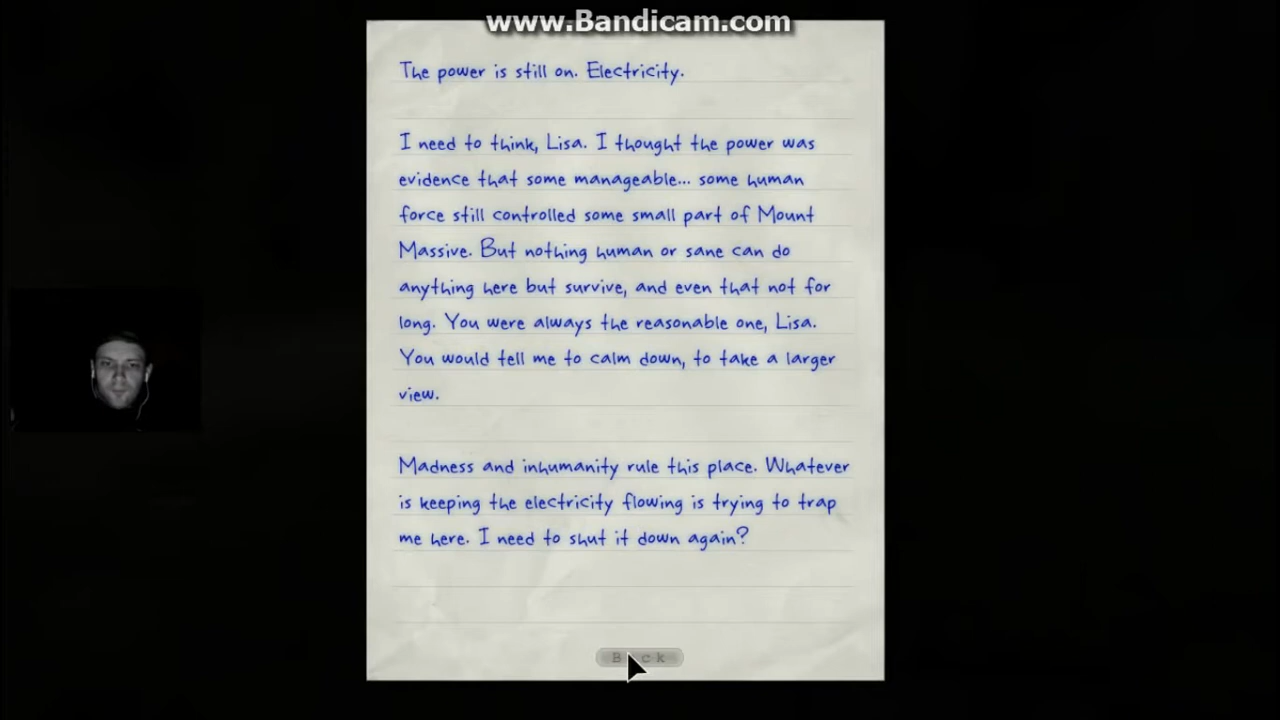 www.Bandicam.com
The power is still on. Electricity.
I need to think, Lisa. I thought the power was
evidence that some manageable... some human
force still controlled some small part of Mount
Massive. But nothing human or sane can do
anything here but survive, and even that not for
long. You were always the reasonable one, Lisa.
You would tell me to calm down, to take a larger
view.
Madness and inhumanity rule this place. Whatever
is keeping the electricity flowing is trying to trap
me here. I need to shut it down again?
Back